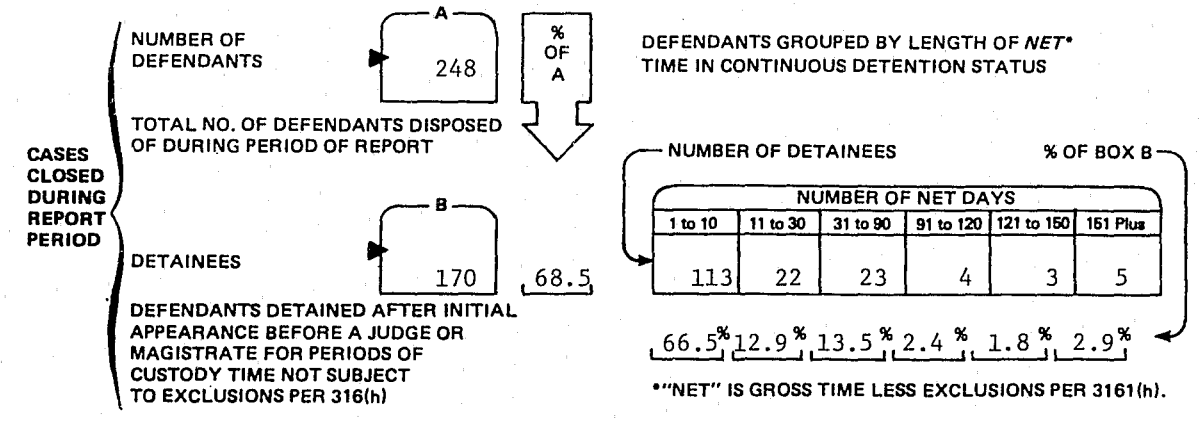 CASES
CLOSED
DURING
REPORT
PERIOD
A
NUMBER OF
DEFENDANTS
248
%
OF
A
TOTAL NO. OF DEFENDANTS DISPOSED
OF DURING PERIOD OF REPORT
B
DETAINEES
170
68.5
DEFENDANTS DETAINED AFTER INITIAL
APPEARANCE BEFORE A JUDGE OR
MAGISTRATE FOR PERIODS OF
CUSTODY TIME NOT SUBJECT
TO EXCLUSIONS PER 316(h)
DEFENDANTS GROUPED BY LENGTH OF NET*
TIME IN CONTINUOUS DETENTION STATUS
NUMBER OF DETAINEES % OF BOX B
NUMBER OF NET DAYS
1 to 10 11 to 30 31 to 90 91 to 120 121 to 150 151 Plus
113 22 23 4 3 5
66.5% 12.9% 13.5% 2.4% 1.8% 2.9%
*"NET" IS GROSS TIME LESS EXCLUSIONS PER 3161(h).